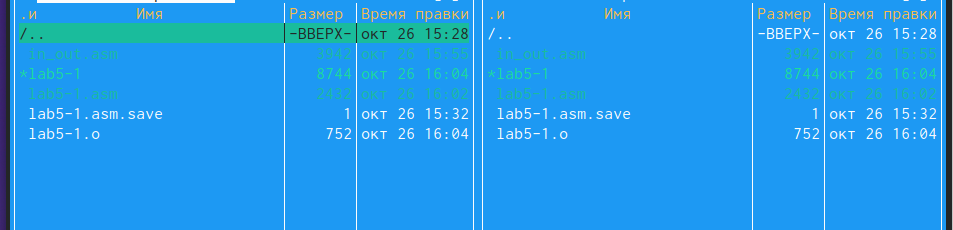 .и Имя Размер Время правки .и Имя Размер Время правки
/.. -ВВЕРХ- окт 26 15:28 /.. -ВВЕРХ- окт 26 15:28
in_out.asm 3942 окт 26 15:55 in_out.asm 3942 окт 26 15:55
*lab5-1 8744 окт 26 16:04 *lab5-1 8744 окт 26 16:04
lab5-1.asm 2432 окт 26 16:02 lab5-1.asm 2432 окт 26 16:02
lab5-1.asm.save 1 окт 26 15:32 lab5-1.asm.save 1 окт 26 15:32
lab5-1.o 752 окт 26 16:04 lab5-1.o 752 окт 26 16:04